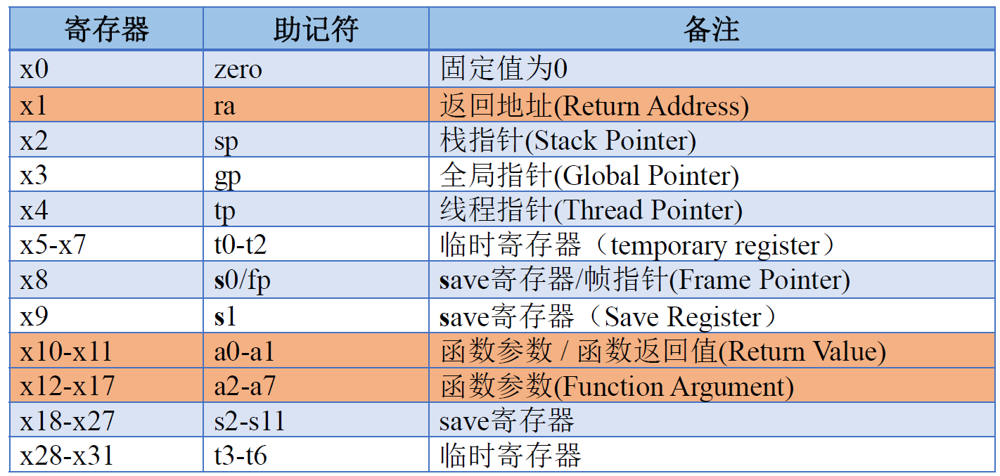 寄存器 助记符 备注
x0 zero 固定值为0
x1 ra 返回地址(Return Address)
x2 sp 栈指针(Stack Pointer)
x3 gp 全局指针(Global Pointer)
x4 tp 线程指针(Thread Pointer)
x5-x7 t0-t2 临时寄存器（temporary register）
x8 s0/fp save寄存器/帧指针(Frame Pointer)
x9 s1 save寄存器（Save Register）
x10-x11 a0-a1 函数参数 / 函数返回值(Return Value)
x12-x17 a2-a7 函数参数(Function Argument)
x18-x27 s2-s11 save寄存器
x28-x31 t3-t6 临时寄存器